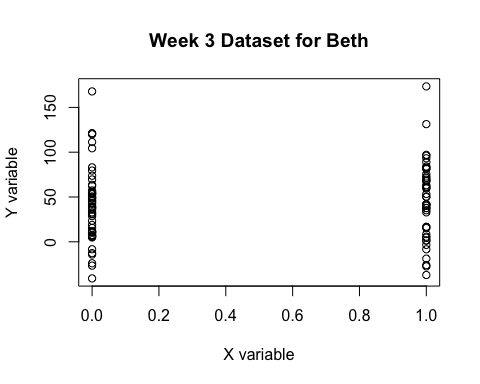 Week 3 Dataset for Beth
Y variable
150
100
50
0
0.0 0.2 0.4 0.6 0.8 1.0
X variable